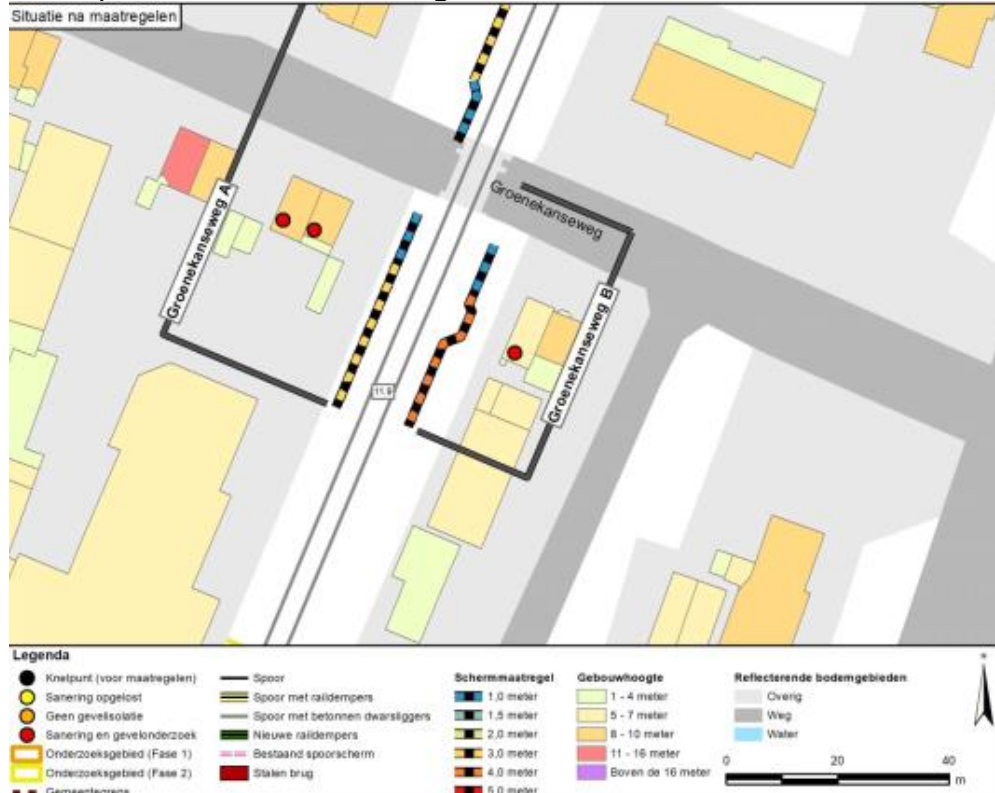 Situatie na maatregelen
Groenekanseweg A
Groenekanseweg
Groenekanseweg B
11.9
Legenda
Knelpunt (voor maatregelen)
Sanering opgelost
Geen gevelisolatie
Sanering en gevelonderzoek
Onderzoeksgebied (Fase 1)
Onderzoeksgebied (Fase 2)
Gemeentegrens
Spoor
Spoor met raildempers
Spoor met betonnen dwarsliggers
Nieuwe raildempers
Bestaand spoorscherm
Stalen brug
Schermmaatregel
1,0 meter
1,5 meter
2,0 meter
3,0 meter
4,0 meter
5,0 meter
Gebouwhoogte
1 - 4 meter
5 - 7 meter
8 - 10 meter
11 - 16 meter
Boven de 16 meter
Reflecterende bodemgebieden
Overig
Weg
Water
0 20 40
m